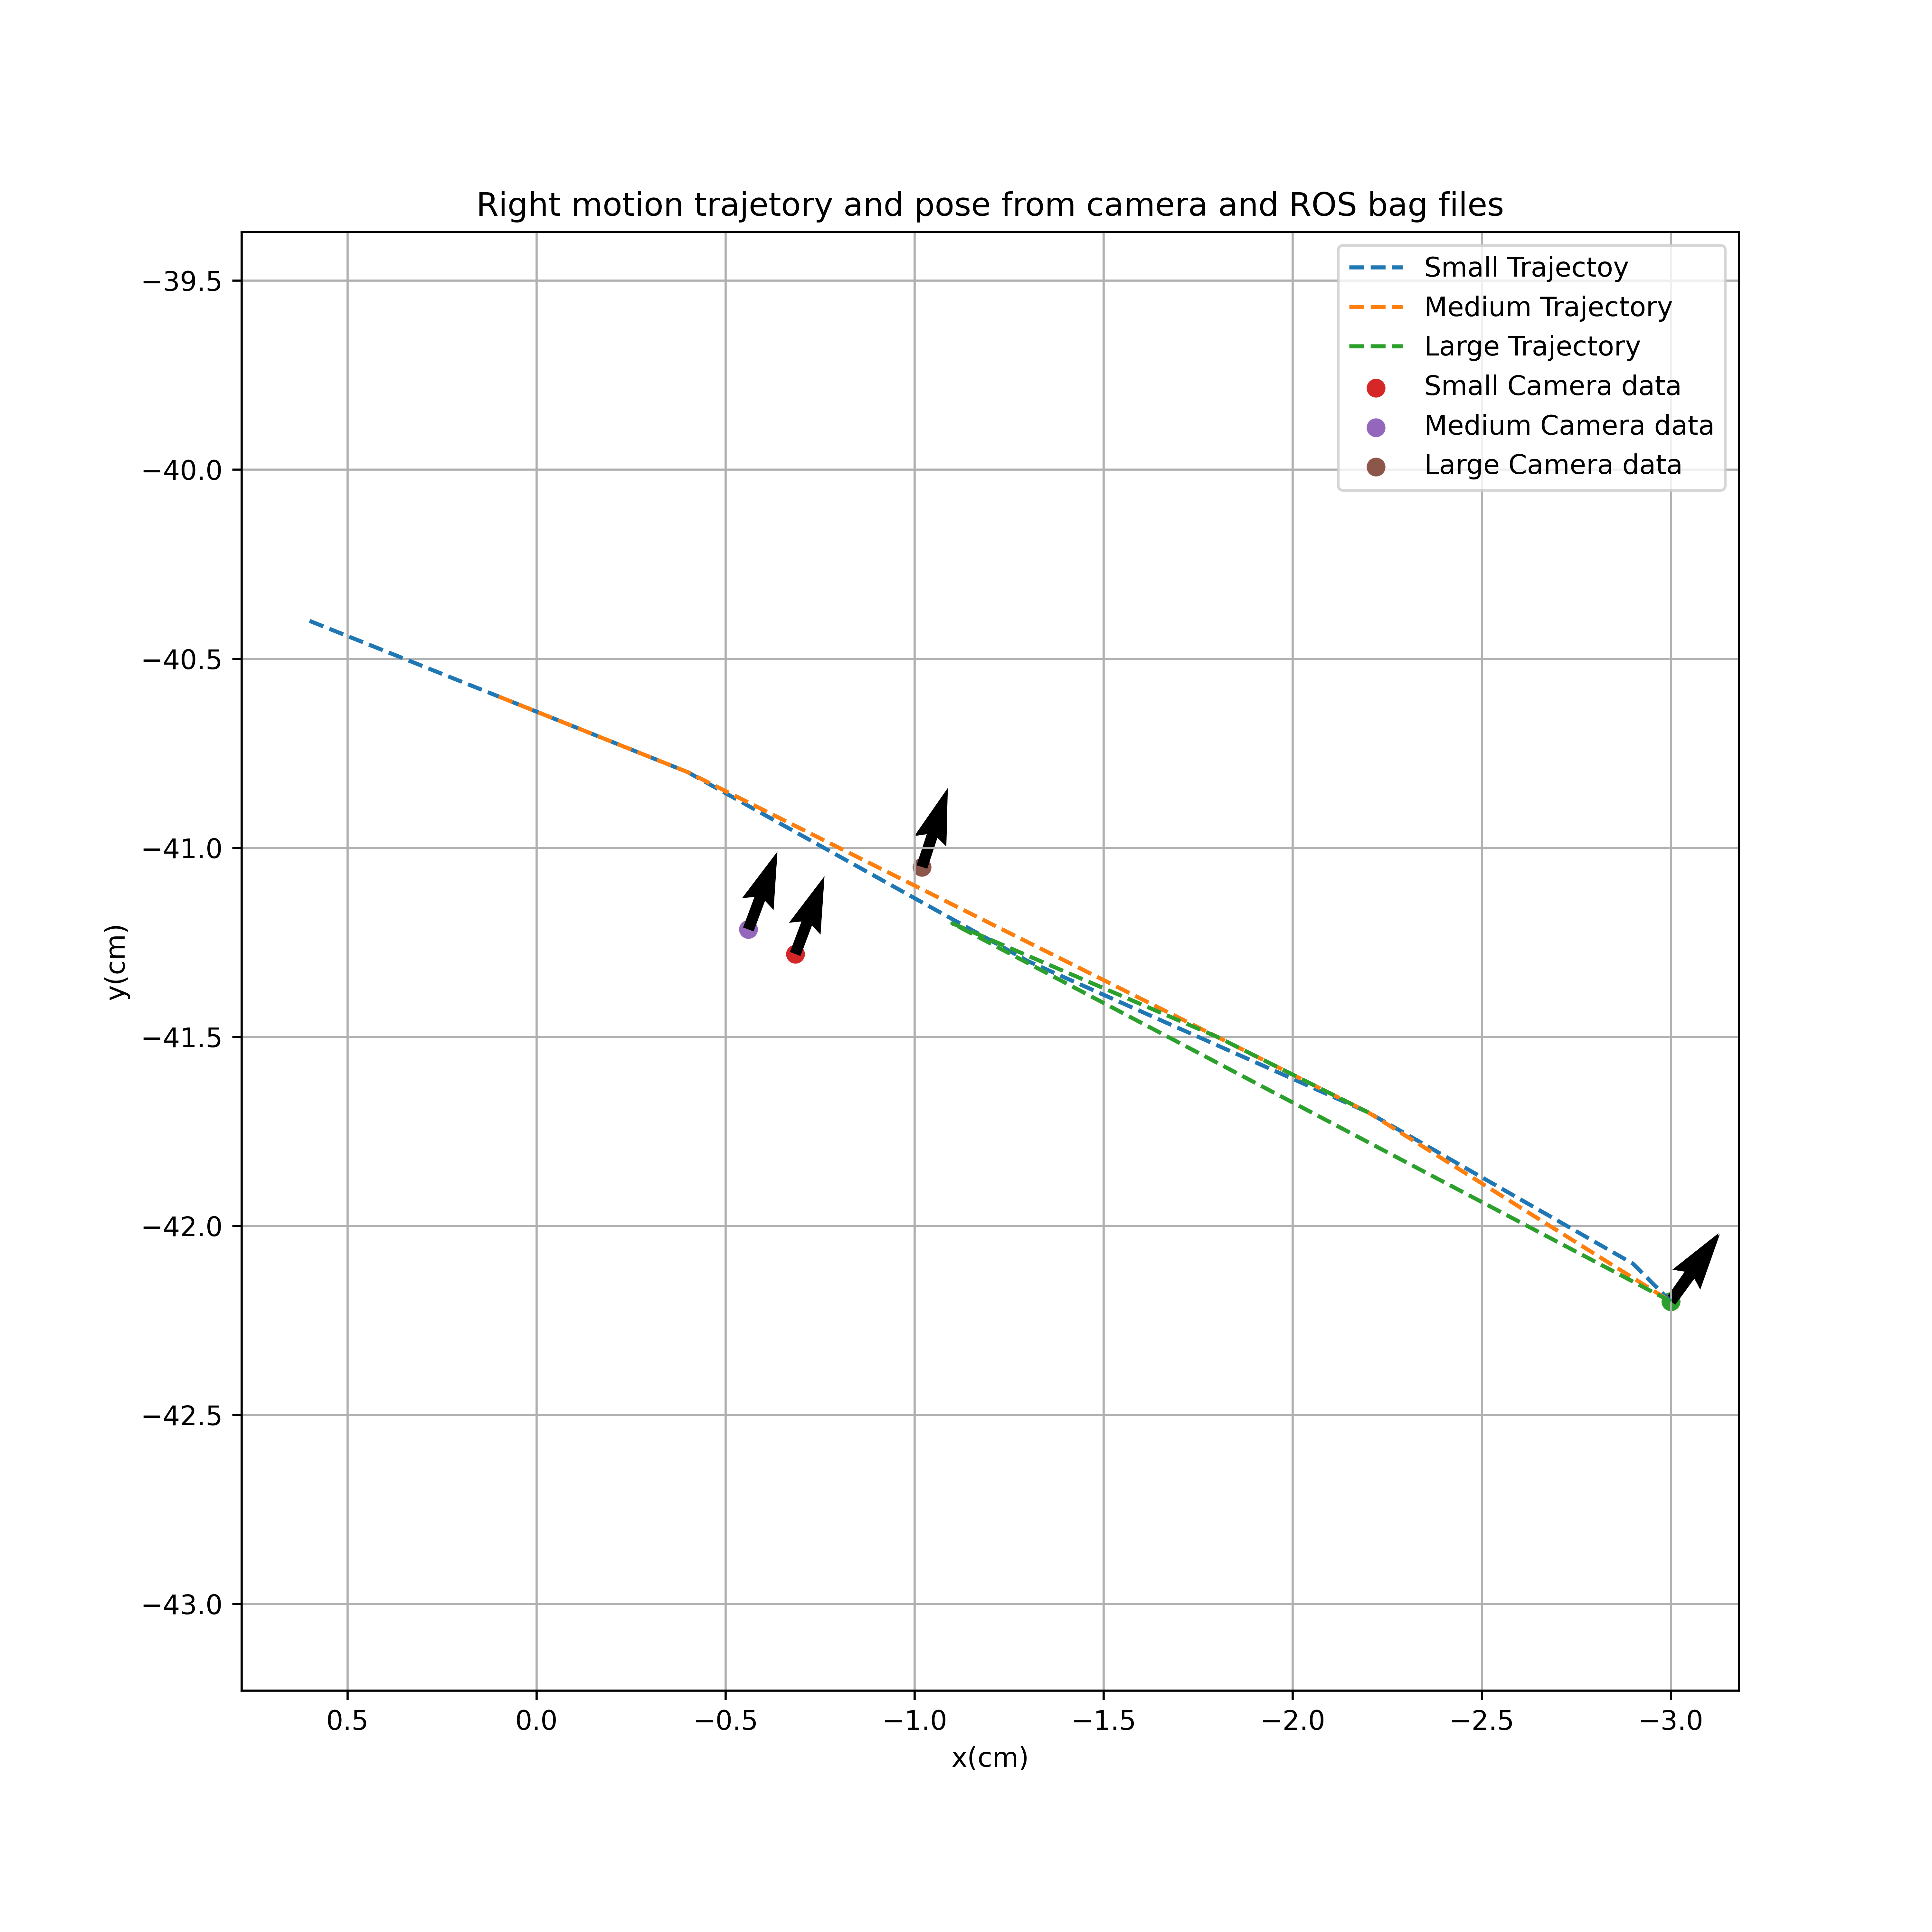 Right motion trajetory and pose from camera and ROS bag files
Small Trajectoy
Medium Trajectory
Large Trajectory
Small Camera data
Medium Camera data
Large Camera data
−39.5
−40.0
−40.5
−41.0
−41.5
−42.0
−42.5
−43.0
y(cm)
0.5 0.0 −0.5 −1.0 −1.5 −2.0 −2.5 −3.0
x(cm)